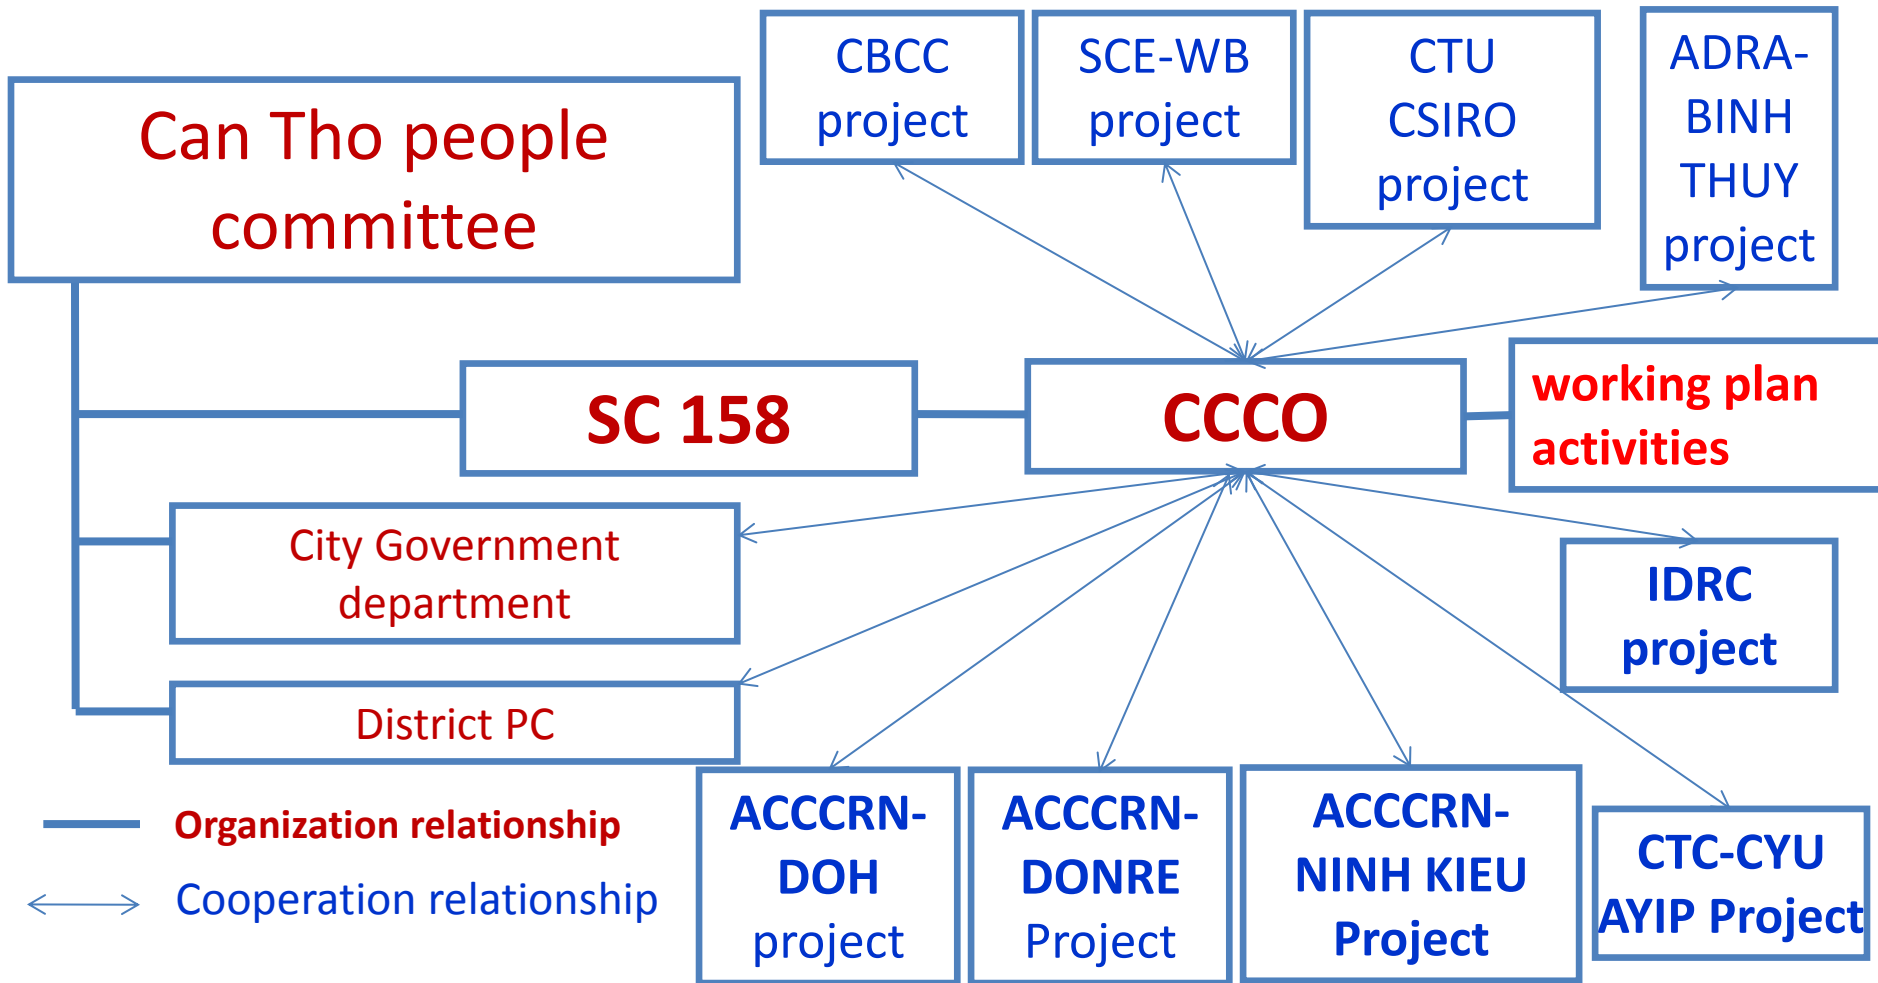 CBCC
project
SCE-WB
project
CTU
CSIRO
project
ADRA-
BINH
THUY
project
Can Tho people
committee
SC 158
CCCO
working plan
activities
City Government
department
IDRC
project
District PC
ACCCRN-
DOH
project
ACCCRN-
DONRE
Project
ACCCRN-
NINH KIEU
Project
CTC-CYU
AYIP Project
Organization relationship
Cooperation relationship